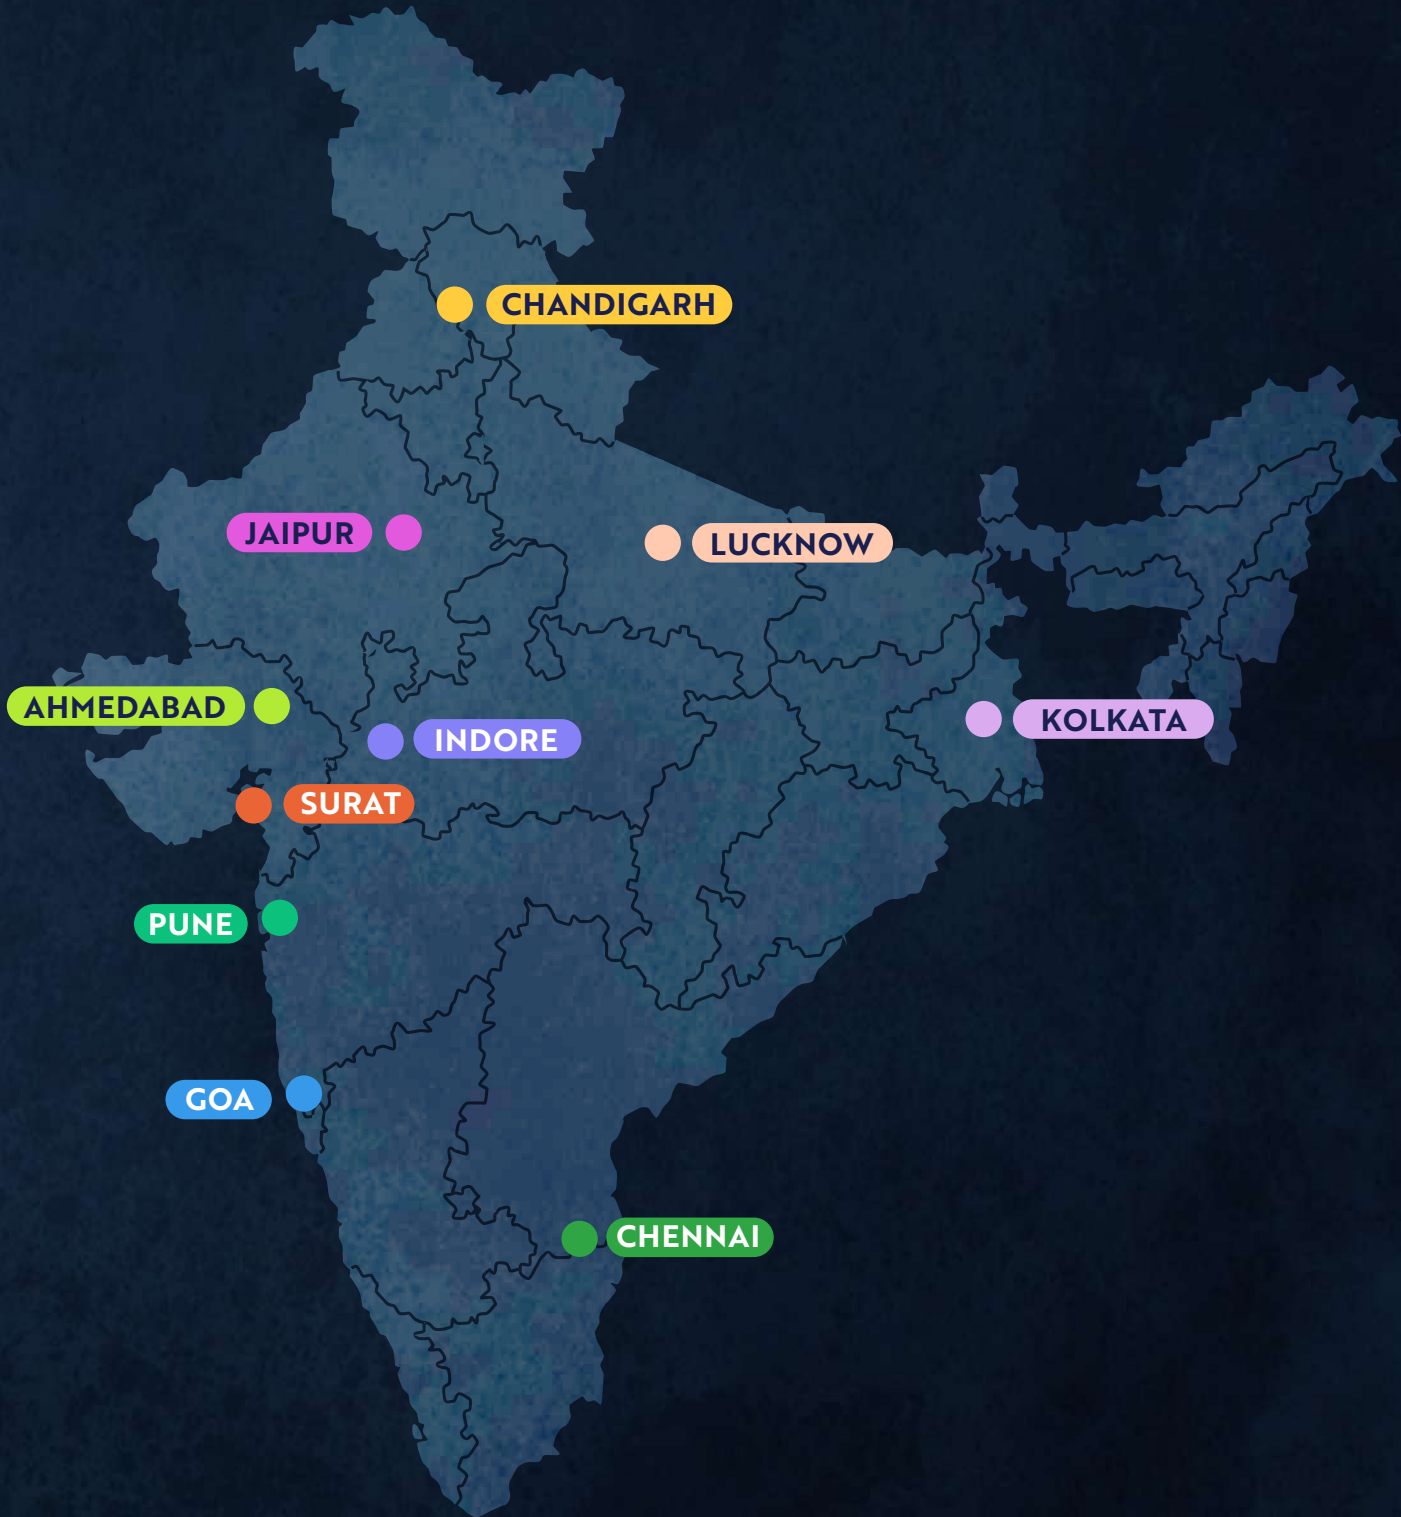 CHANDIGARH
JAIPUR
LUCKNOW
AHMEDABAD
KOLKATA
INDORE
SURAT
PUNE
GOA
CHENNAI